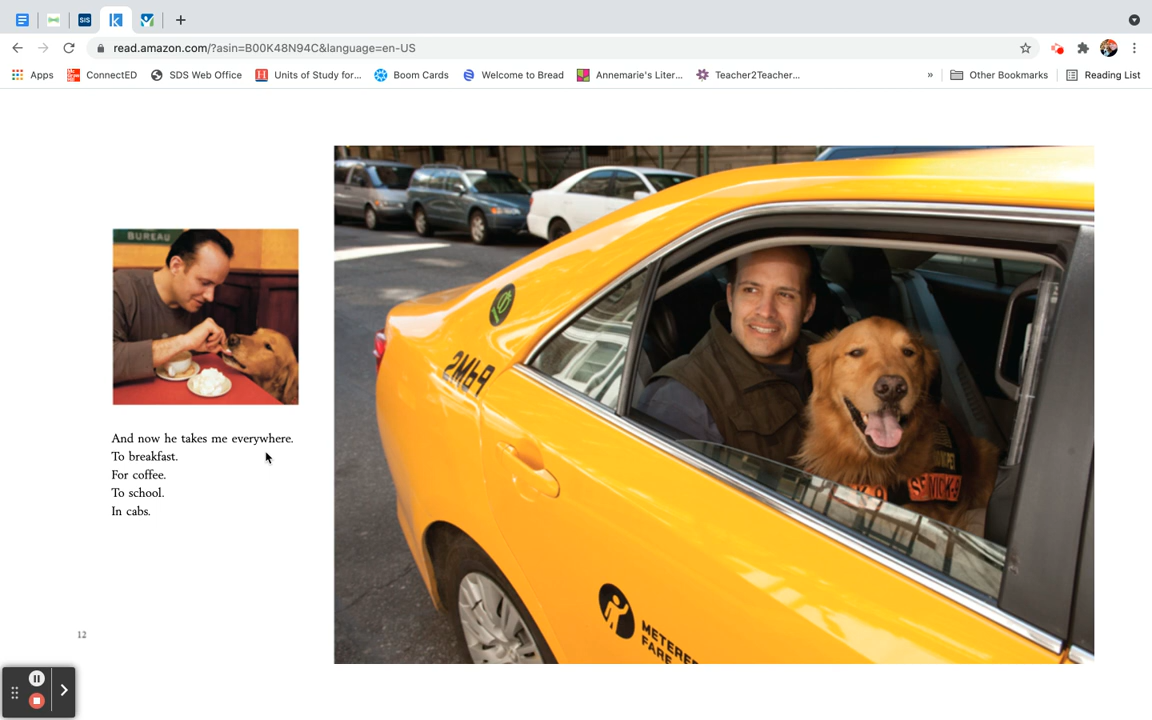 SIS
read.amazon.com/?asin=B00K48N94C&language=en-US
Apps
ConnectED
SDS Web Office
Units of Study for...
Boom Cards
Welcome to Bread
Annemarie's Liter...
Teacher2Teacher...
»
Other Bookmarks
Reading List
BUREAU
And now he takes me everywhere.
To breakfast.
For coffee.
To school.
In cabs.
12
2M69
METERED
FARE